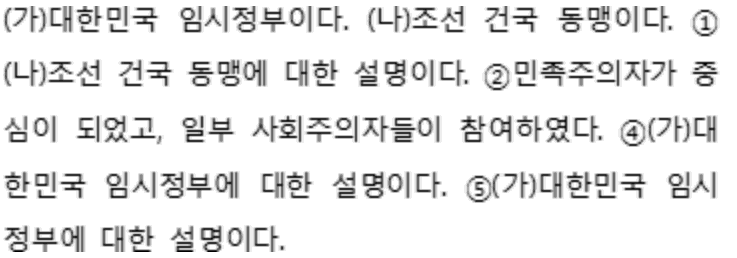 (가)대한민국 임시정부이다. (나)조선 건국 동맹이다. ①
(나)조선 건국 동맹에 대한 설명이다. ②민족주의자가 중
심이 되었고, 일부 사회주의자들이 참여하였다. ④(가)대
한민국 임시정부에 대한 설명이다. ⑤(가)대한민국 임시
정부에 대한 설명이다.